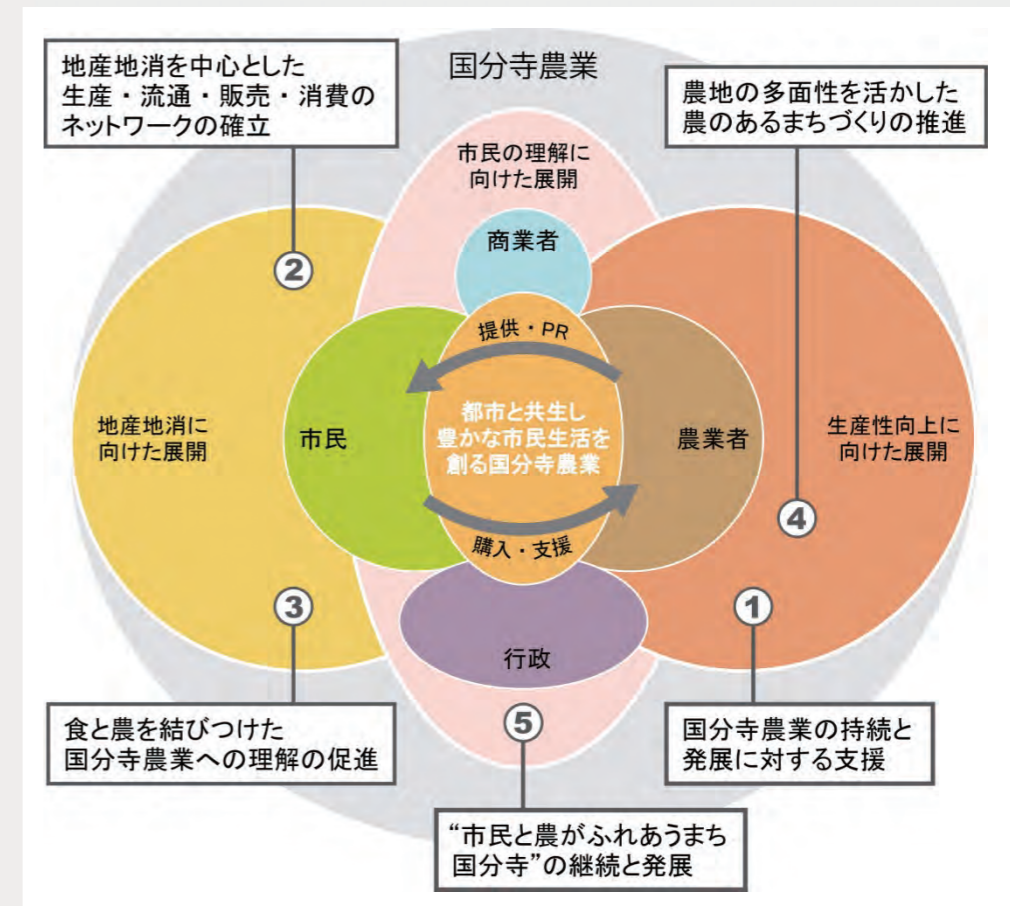 国分寺農業
地産地消を中心とした
生産・流通・販売・消費の
ネットワークの確立
農地の多面性を活かした
農のあるまちづくりの推進
市民の理解に
向けた展開
商業者
②
提供・PR
地産地消に
向けた展開
市民
都市と共生し
豊かな市民生活を
創る国分寺農業
農業者
生産性向上に
向けた展開
④
購入・支援
③
①
行政
⑤
食と農を結びつけた
国分寺農業への理解の促進
国分寺農業の持続と
発展に対する支援
“市民と農がふれあうまち
国分寺”の継続と発展